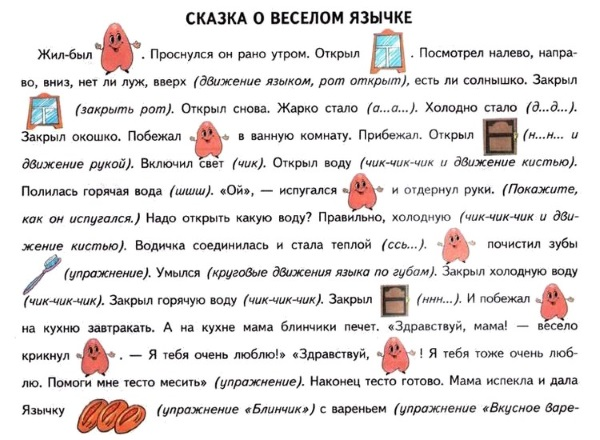 СКАЗКА О ВЕСЕЛОМ ЯЗЫЧКЕ
Жил-был . Проснулся он рано утром. Открыл . Посмотрел налево, напра-
во, вниз, нет ли луж, вверх (движение языком, рот открыт), есть ли солнышко. Закрыл
(закрыть рот). Открыл снова. Жарко стало (а...а...). Холодно стало (д...д...).
Закрыл окошко. Побежал в ванную комнату. Прибежал. Открыл (н...н... и
движение рукой). Включил свет (чик). Открыл воду (чик-чик-чик и движение кистью).
Полилась горячая вода (шшш). «Ой», — испугался и отдернул руки. (Покажите,
как он испугался.) Надо открыть какую воду? Правильно, холодную (чик-чик-чик и дви-
жение кистью). Водичка соединилась и стала теплой (ссь...). почистил зубы
(упражнение). Умылся (круговые движения языка по губам). Закрыл холодную воду
(чик-чик-чик). Закрыл горячую воду (чик-чик-чик). Закрыл (ннн...). И побежал
на кухню завтракать. А на кухне мама блинчики печет. «Здравствуй, мама! — весело
крикнул . — Я тебя очень люблю!» «Здравствуй, ! Я тебя тоже очень люб-
лю. Помоги мне тесто месить» (упражнение). Наконец тесто готово. Мама испекла и дала
Язычку (упражнение «Блинчик») с вареньем (упражнение «Вкусное варе-